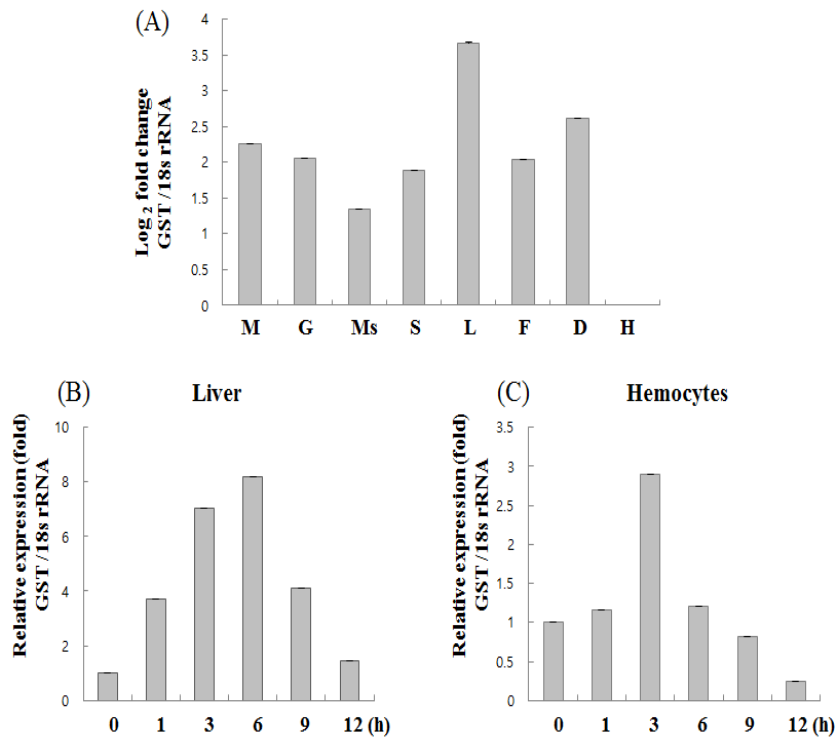 (A)
Log 2 fold change
GST /18s rRNA
4
3.5
3
2.5
2
1.5
1
0.5
0
M G Ms S L F D H
(B) Liver
Relative expression (fold)
GST /18s rRNA
10
8
6
4
2
0
0 1 3 6 9 12 (h)
(C) Hemocytes
Relative expression (fold)
GST /18s rRNA
3.5
3
2.5
2
1.5
1
0.5
0
0 1 3 6 9 12 (h)